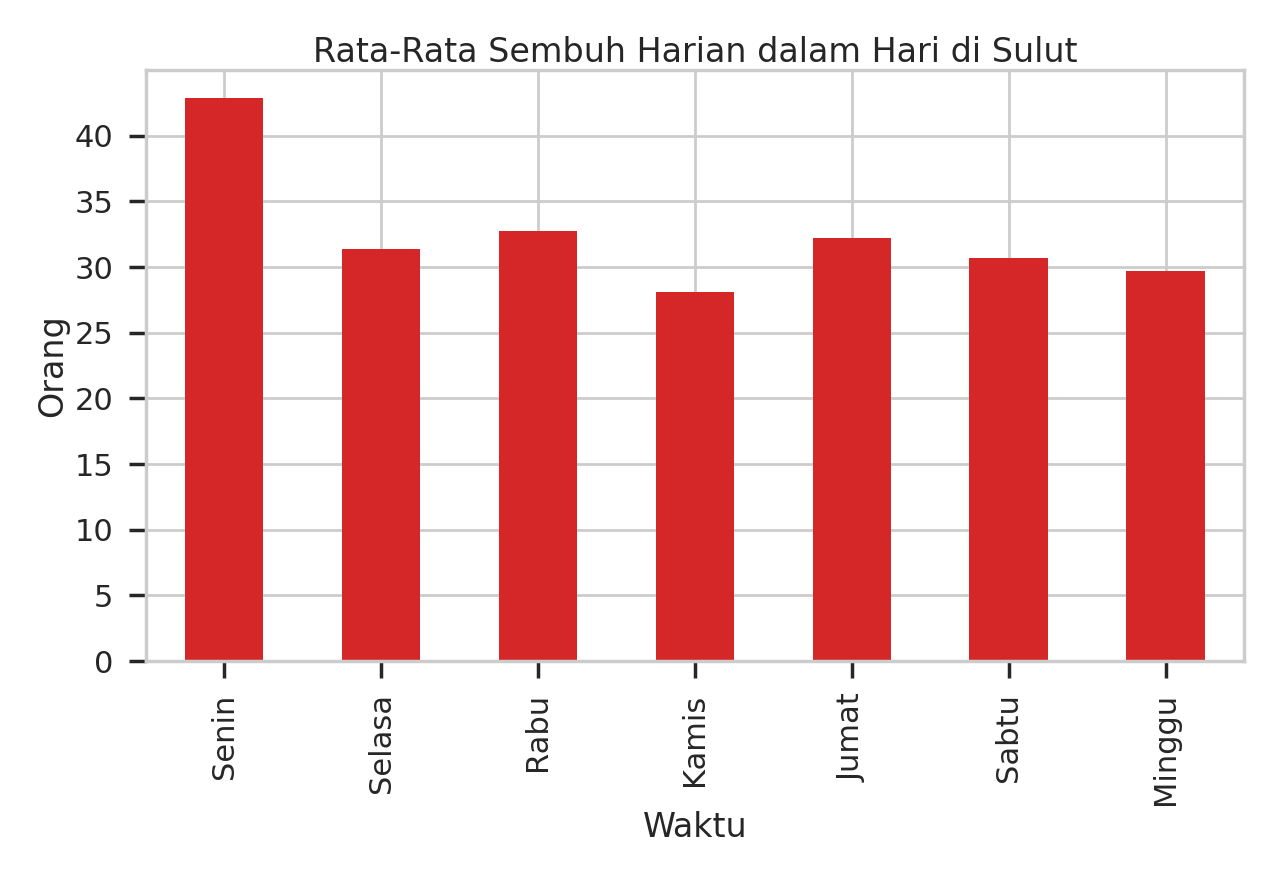 Rata-Rata Sembuh Harian dalam Hari di Sulut
Orang
40
35
30
25
20
15
10
5
0
Senin
Selasa
Rabu
Kamis
Jumat
Sabtu
Minggu
Waktu